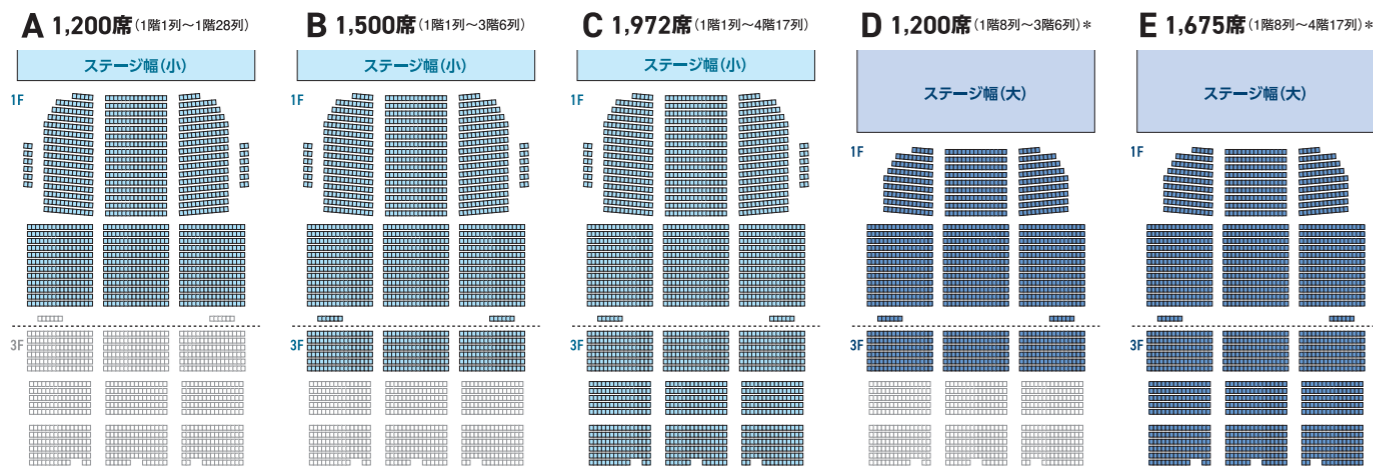 A 1,200席(1階1列～1階28列)
B 1,500席(1階1列～3階6列)
C 1,972席(1階1列～4階17列)
D 1,200席(1階8列～3階6列)＊
E 1,675席(1階8列～4階17列)＊
ステージ幅(小)
ステージ幅(小)
ステージ幅(小)
ステージ幅(大)
ステージ幅(大)
1F
1F
1F
1F
1F
3F
3F
3F
3F
3F